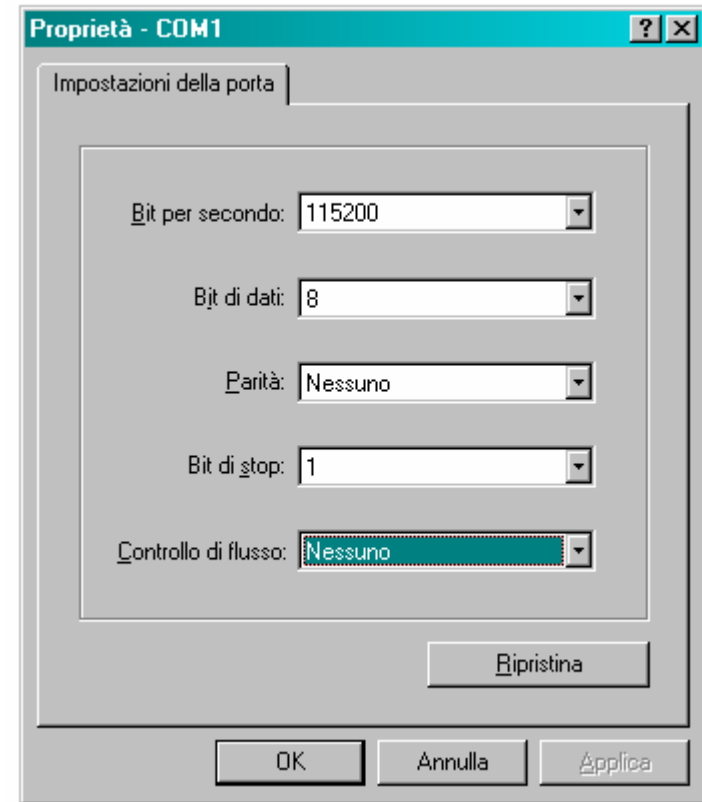 Proprietà - COM1
Impostazioni della porta
Bit per secondo: 115200
Bit di dati: 8
Parità: Nessuno
Bit di stop: 1
Controllo di flusso: Nessuno
Ripristina
OK Annulla Applica